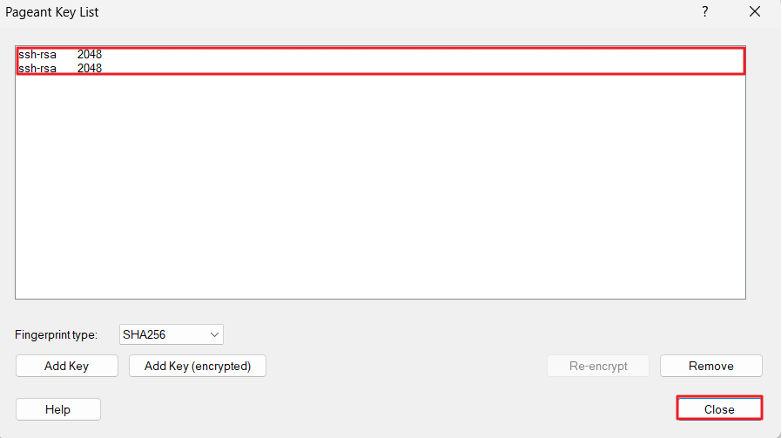 Pageant Key List ?
ssh-rsa 2048
ssh-rsa 2048
Fingerprint type: SHA256
Add Key Add Key (encrypted) Re-encrypt Remove
Help Close